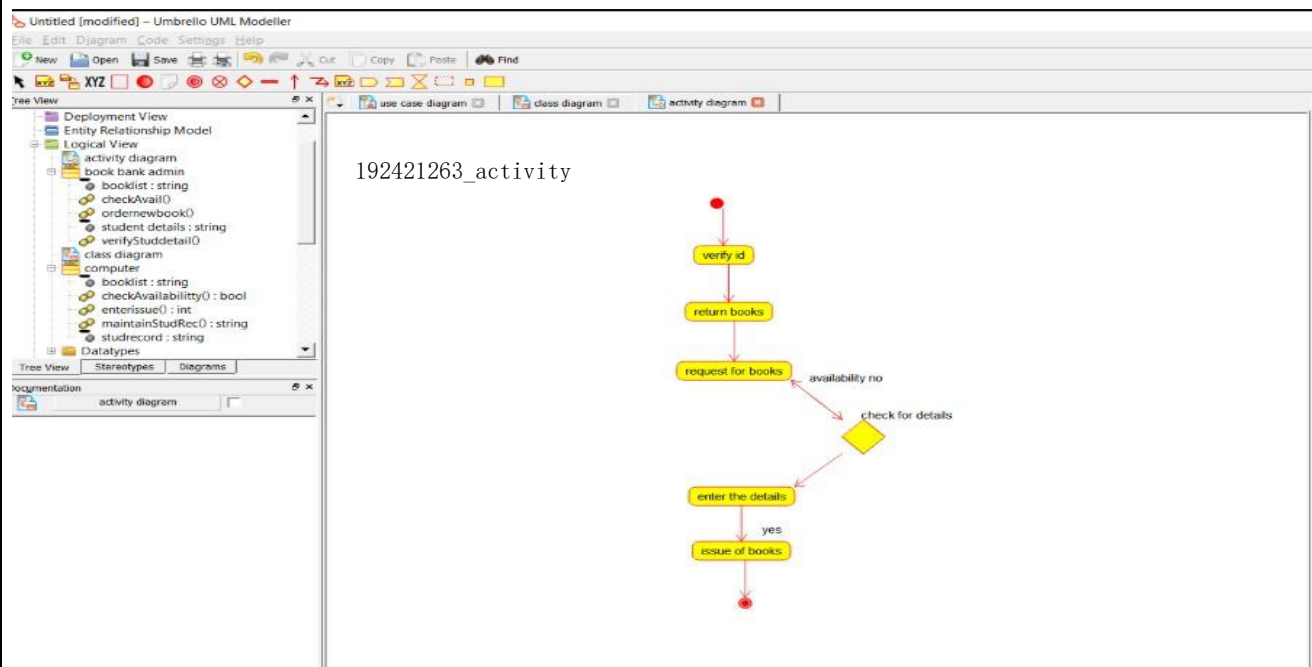 Untitled [modified] – Umbrello UML Modeller
File Edit Diagram Code Settings Help
New Open Save Cut Copy Paste Find
XYZ
Tree View
use case diagram class diagram activity diagram
Deployment View
Entity Relationship Model
Logical View
activity diagram
book bank admin
booklist : string
checkAvail()
ordernewbook()
student details : string
verifyStuddetail()
class diagram
computer
booklist : string
checkAvailabilitty() : bool
enterissue() : int
maintainStudRec() : string
studrecord : string
Datatypes
Tree View Stereotypes Diagrams
Documentation
activity diagram
192421263_activity
verify id
return books
request for books
availability no
check for details
enter the details
yes
issue of books